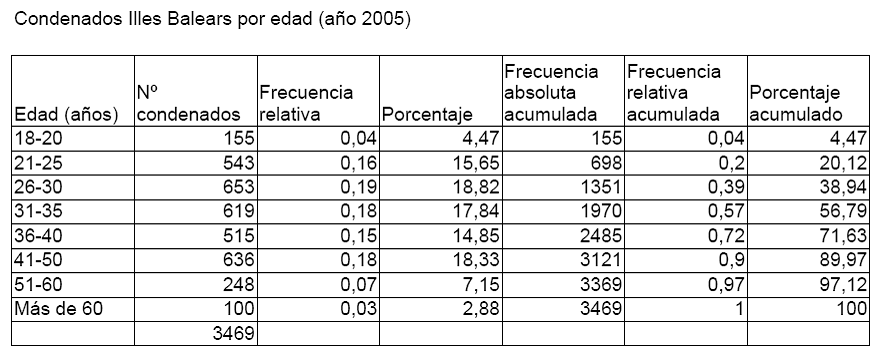 Condenados Illes Balears por edad (año 2005)
Edad (años) Nº condenados Frecuencia relativa Porcentaje Frecuencia absoluta acumulada Frecuencia relativa acumulada Porcentaje acumulado
18-20 155 0,04 4,47 155 0,04 4,47
21-25 543 0,16 15,65 698 0,2 20,12
26-30 653 0,19 18,82 1351 0,39 38,94
31-35 619 0,18 17,84 1970 0,57 56,79
36-40 515 0,15 14,85 2485 0,72 71,63
41-50 636 0,18 18,33 3121 0,9 89,97
51-60 248 0,07 7,15 3369 0,97 97,12
Más de 60 100 0,03 2,88 3469 1 100
3469